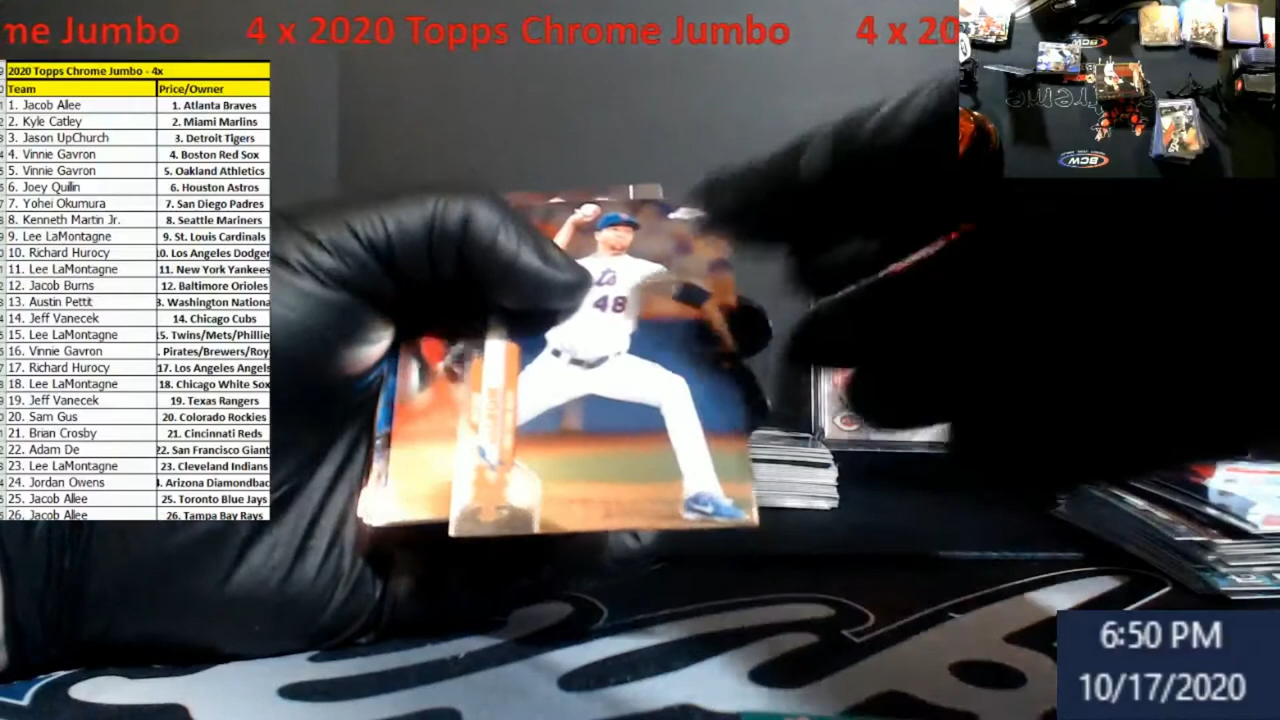 me Jumbo 4 x 2020 Topps Chrome Jumbo 4 x 20
2020 Topps Chrome Jumbo - 4x
Team Price/Owner
1. Jacob Allee 1. Atlanta Braves
2. Kyle Catley 2. Miami Marlins
3. Jason UpChurch 3. Detroit Tigers
4. Vinnie Gavron 4. Boston Red Sox
5. Vinnie Gavron 5. Oakland Athletics
6. Joey Quilin 6. Houston Astros
7. Yohei Okumura 7. San Diego Padres
8. Kenneth Martin Jr. 8. Seattle Mariners
9. Lee LaMontagne 9. St. Louis Cardinals
10. Richard Hurocy 10. Los Angeles Dodger
11. Lee LaMontagne 11. New York Yankees
12. Jacob Burns 12. Baltimore Orioles
13. Austin Pettit 3. Washington Nationa
14. Jeff Vanecek 14. Chicago Cubs
15. Lee LaMontagne 15. Twins/Mets/Phillie
16. Vinnie Gavron . Pirates/Brewers/Roy
17. Richard Hurocy 17. Los Angeles Angels
18. Lee LaMontagne 18. Chicago White Sox
19. Jeff Vanecek 19. Texas Rangers
20. Sam Gus 20. Colorado Rockies
21. Brian Crosby 21. Cincinnati Reds
22. Adam De 22. San Francisco Giant
23. Lee LaMontagne 23. Cleveland Indians
24. Jordan Owens 4. Arizona Diamondbac
25. Jacob Allee 25. Toronto Blue Jays
26. Jacob Allee 26. Tampa Bay Rays
48
BCW
6:50 PM
10/17/2020